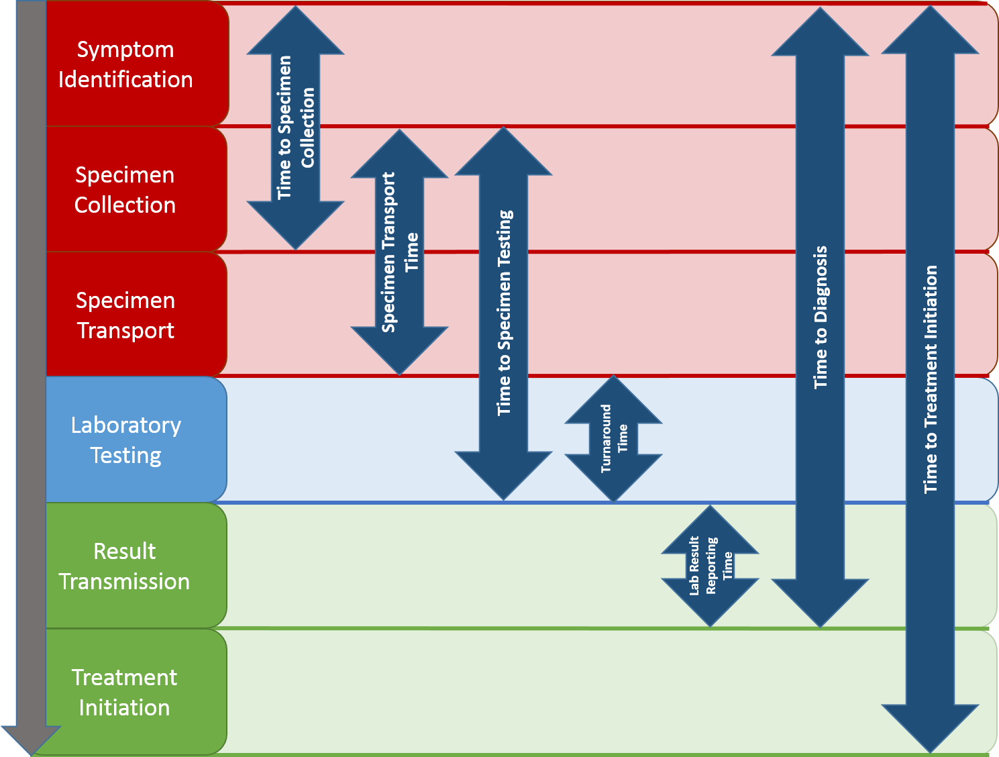 Symptom
Identification
Specimen
Collection
Specimen
Transport
Laboratory
Testing
Result
Transmission
Treatment
Initiation
Time to Specimen
Collection
Specimen Transport
Time
Time to Specimen Testing
Turnaround
Time
Lab Result
Reporting
Time
Time to Diagnosis
Time to Treatment Initiation